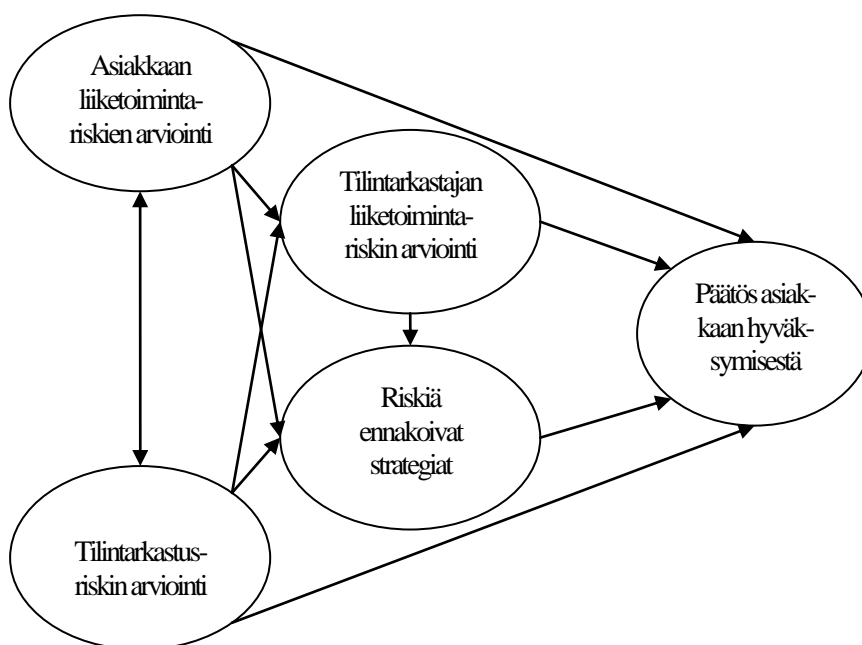 Asiakkaan
liiketoiminta-
riskien arviointi
Tilintarkastajan
liiketoiminta-
riskin arviointi
Päätös asiak-
kaan hyväk-
symisestä
Riskiä
ennakoivat
strategiat
Tilintarkastus-
riskin arviointi